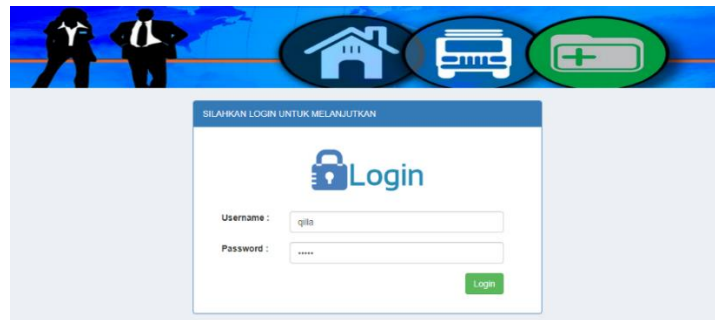 SILAHKAN LOGIN UNTUK MELANJUTKAN
Login
Username :
qilla
Password :
•••••
Login